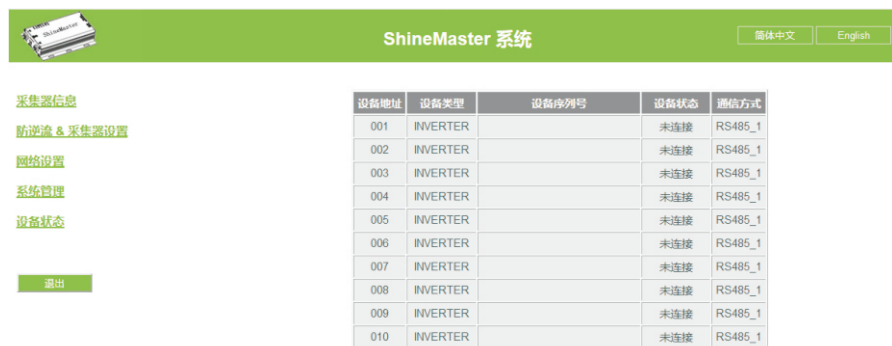 ShineMaster
ShineMaster 系统
简体中文 English
采集器信息
防逆流 & 采集器设置
网络设置
系统管理
设备状态
退出
设备地址 设备类型 设备序列号 设备状态 通信方式
001 INVERTER 未连接 RS485_1
002 INVERTER 未连接 RS485_1
003 INVERTER 未连接 RS485_1
004 INVERTER 未连接 RS485_1
005 INVERTER 未连接 RS485_1
006 INVERTER 未连接 RS485_1
007 INVERTER 未连接 RS485_1
008 INVERTER 未连接 RS485_1
009 INVERTER 未连接 RS485_1
010 INVERTER 未连接 RS485_1